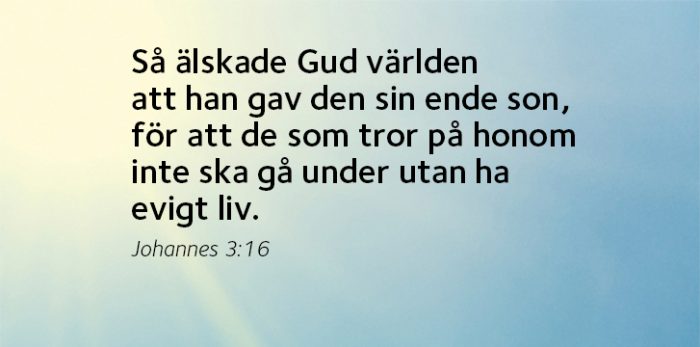 Så älskade Gud världen
att han gav den sin ende son,
för att de som tror på honom
inte ska gå under utan ha
evigt liv.
Johannes 3:16